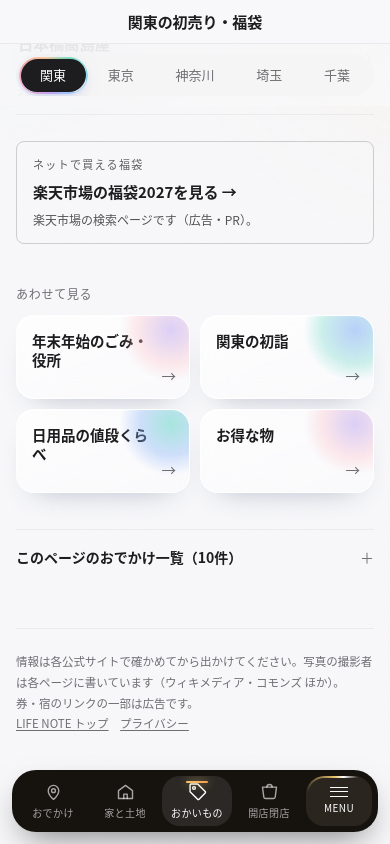 関東の初売り・福袋
日本橋高島屋
関東
東京
神奈川
埼玉
千葉
ネットで買える福袋
楽天市場の福袋2027を見る →
楽天市場の検索ページです（広告・PR）。
あわせて見る
年末年始のごみ・
役所
→
関東の初詣
→
日用品の値段くら
べ
→
お得な物
→
このページのおでかけ一覧（10件）
＋
情報は各公式サイトで確かめてから出かけてください。写真の撮影者
は各ページに書いています（ウィキメディア・コモンズ ほか）。
券・宿のリンクの一部は広告です。
LIFE NOTE トップ プライバシー
おでかけ
家と土地
おかいもの
開店閉店
MENU